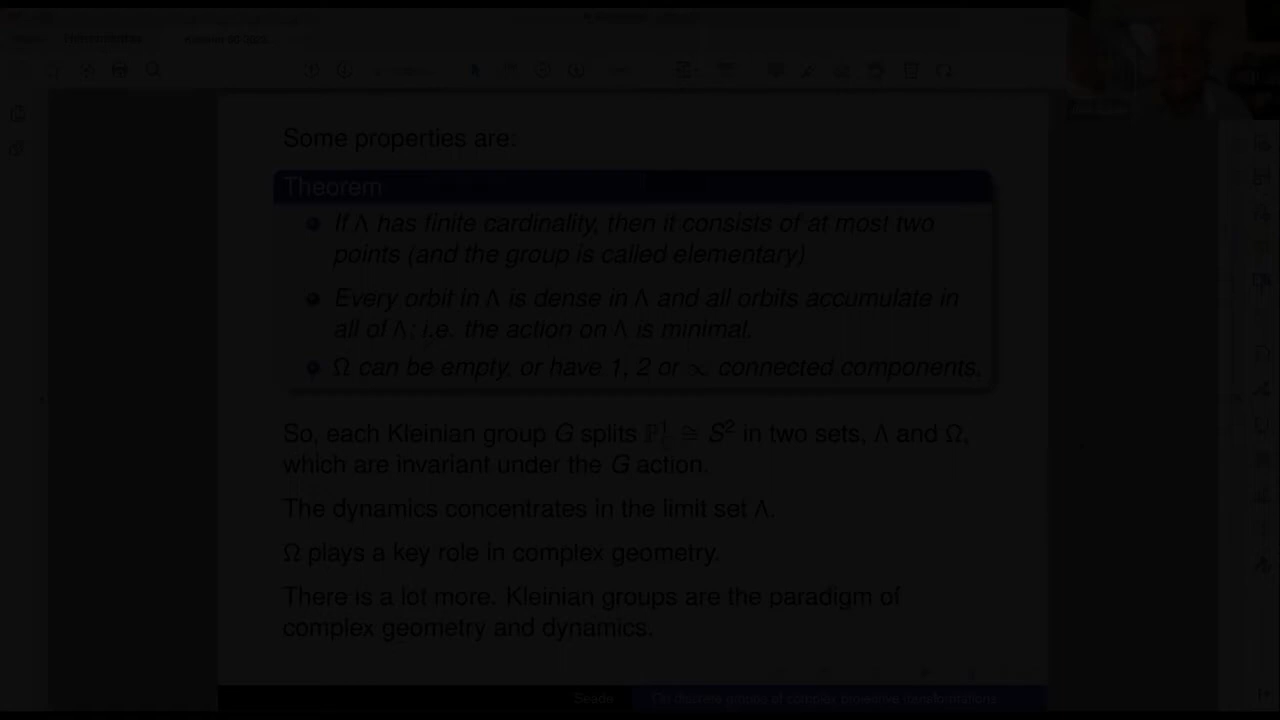 Some properties are:
Theorem
If Λ has finite cardinality, then it consists of at most two
points (and the group is called elementary)
Every orbit in Λ is dense in Λ and all orbits accumulate in
all of Λ; i.e. the action on Λ is minimal.
Ω can be empty, or have 1, 2 or ∞ connected components.
So, each Kleinian group G splits ℙ¹ ≅ S² in two sets, Λ and Ω,
which are invariant under the G action.
The dynamics concentrates in the limit set Λ.
Ω plays a key role in complex geometry.
There is a lot more. Kleinian groups are the paradigm of
complex geometry and dynamics.
Seade On discrete groups of complex projective transformations